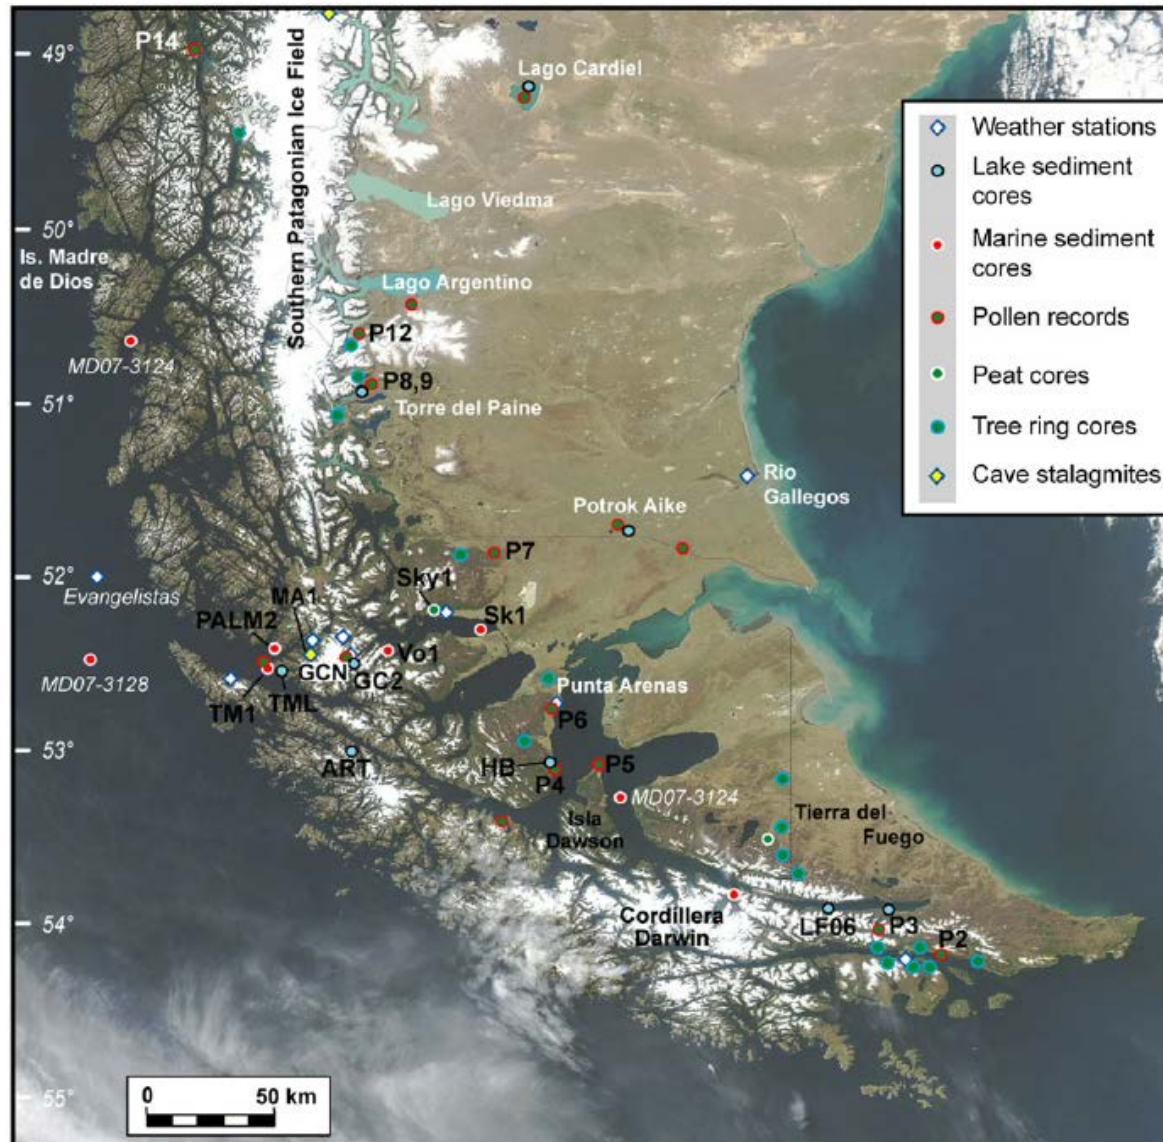 49°
P14
Southern Patagonian Ice Field
Lago Cardiel
Weather stations
Lake sediment
cores
Marine sediment
cores
Pollen records
Peat cores
Tree ring cores
Cave stalagmites
Lago Viedma
50°
Is. Madre
de Dios
Lago Argentino
P12
MD07-3124
P8,9
51°
Torre del Paine
Rio
Gallegos
Potrok Aike
P7
52°
Sky1
Evangelistas
MA1
PALM2
Sk1
Vo1
MD07-3128
GCN
GC2
TM1
TML
Punta Arenas
P6
53°
ART
HB
P4
P5
MD07-3124
Isla
Dawson
Tierra del
Fuego
54°
Cordillera
Darwin
LF06
P3
P2
55°
0
50 km